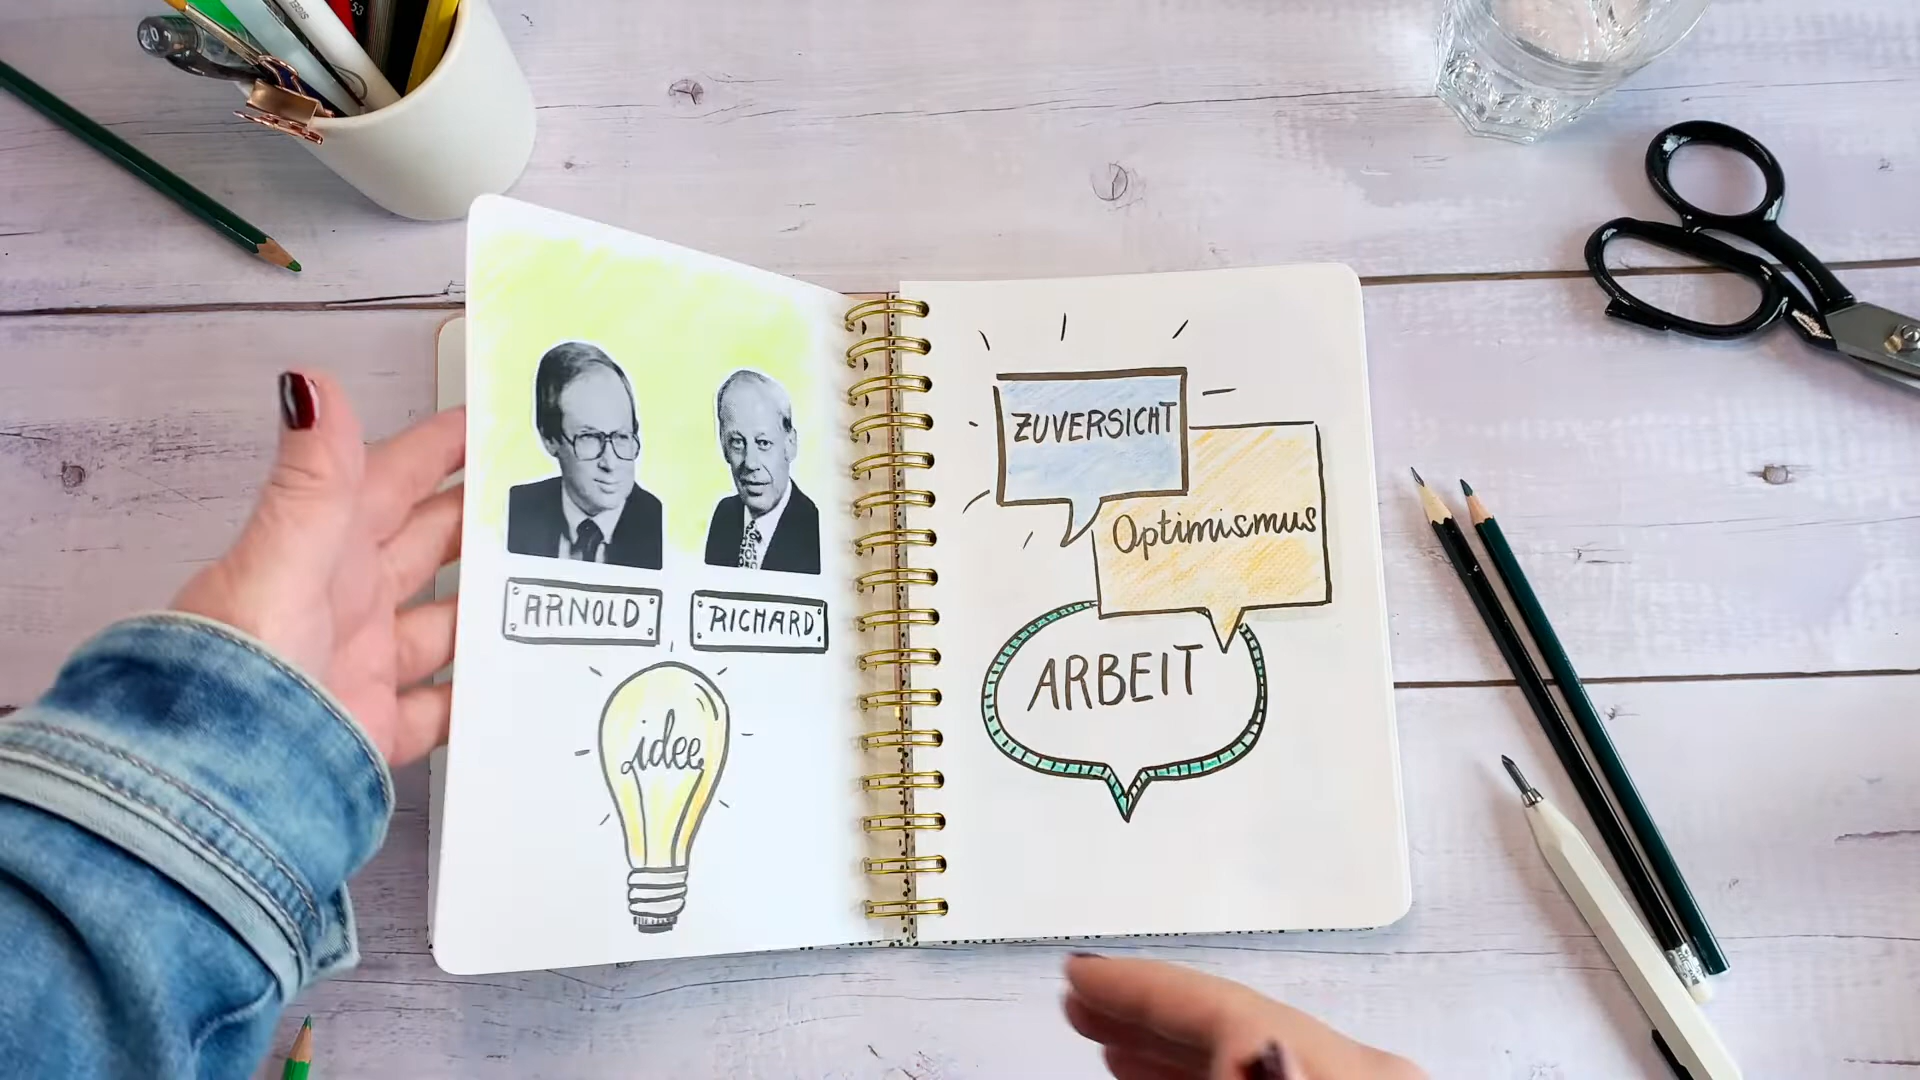 ARNOLD
RICHARD
idee
ZUVERSICHT
Optimismus
ARBEIT